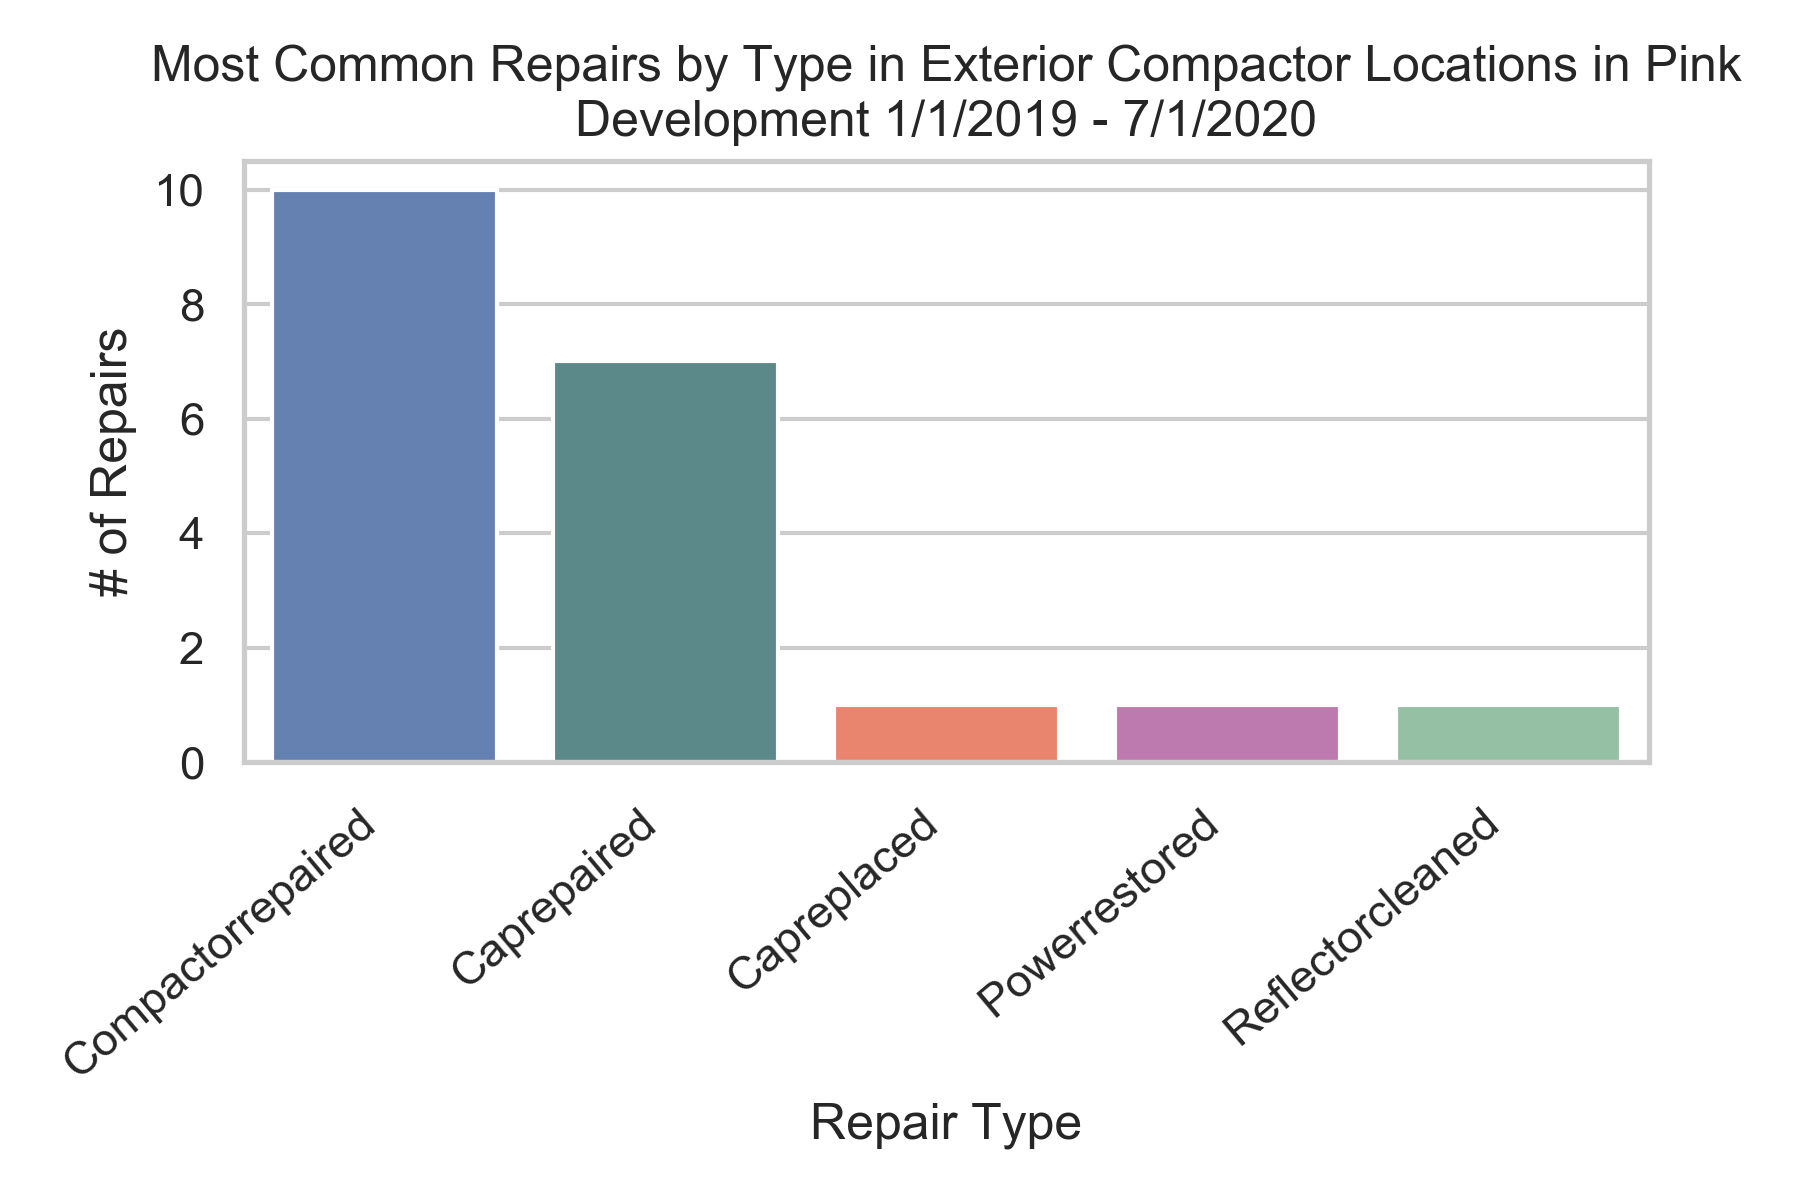 Most Common Repairs by Type in Exterior Compactor Locations in Pink
Development 1/1/2019 - 7/1/2020
# of Repairs
10
8
6
4
2
0
Compactorrepaired
Caprepaired
Capreplaced
Powerrestored
Reflectorcleaned
Repair Type